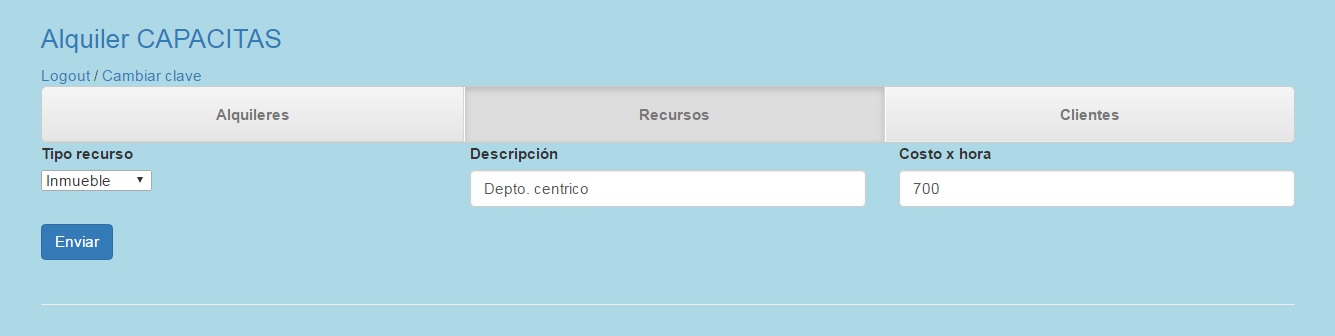 Alquiler CAPACITAS
Logout / Cambiar clave
Alquileres Recursos Clientes
Tipo recurso Descripción Costo x hora
Inmueble Depto. centrico 700
Enviar